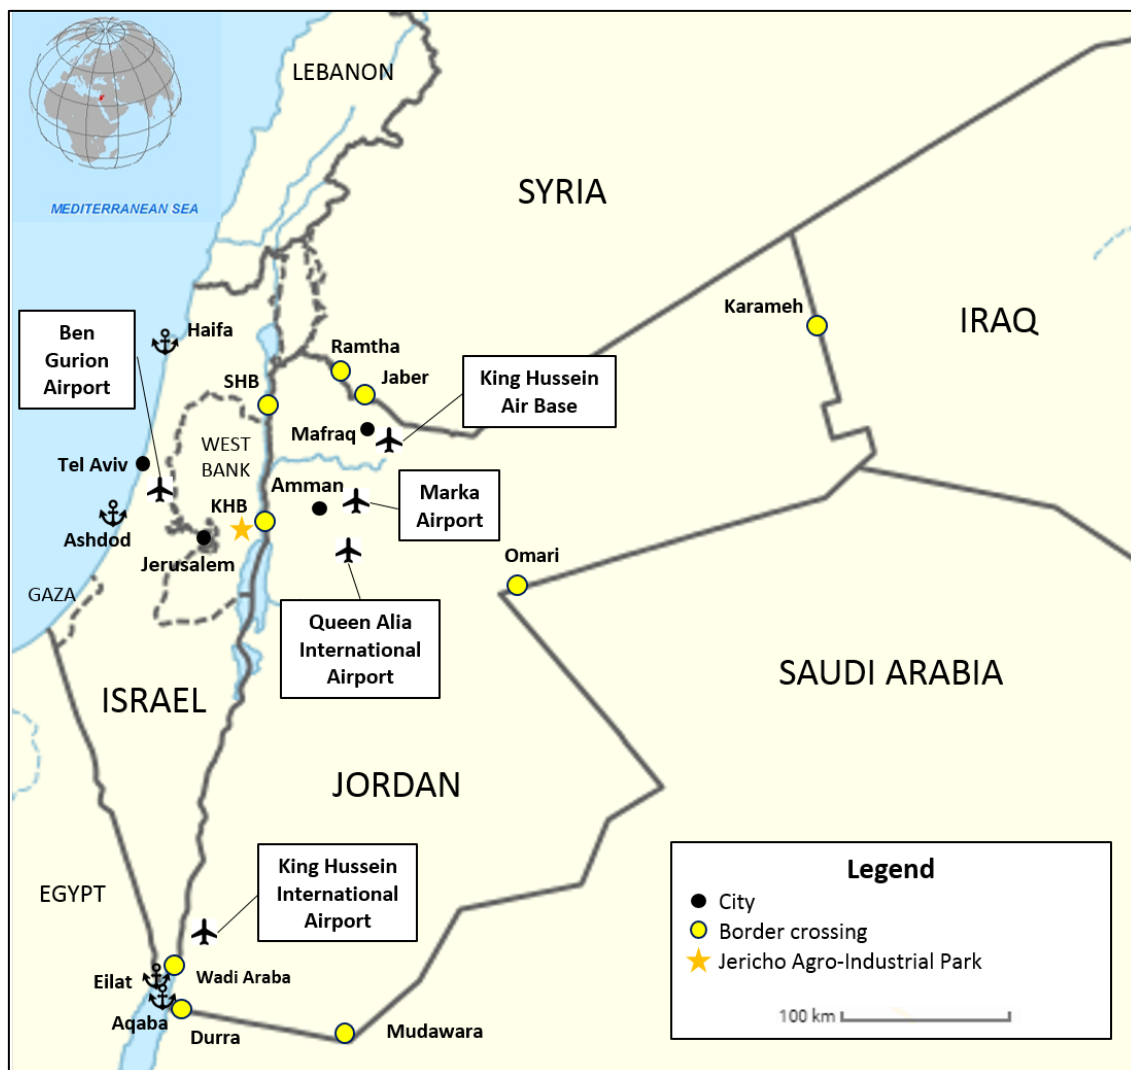 LEBANON
SYRIA
MEDITERRANEAN SEA
Karameh
IRAQ
Ben
Gurion
Airport
Haifa
Ramtha
Jaber
SHB
King Hussein
Air Base
Mafraq
WEST
BANK
Tel Aviv
Amman
KHB
Marka
Airport
Ashdod
Jerusalem
Omari
GAZA
Queen Alia
International
Airport
SAUDI ARABIA
ISRAEL
JORDAN
King Hussein
International
Airport
EGYPT
Eilat
Wadi Araba
Aqaba
Durra
Mudawara
Legend
City
Border crossing
Jericho Agro-Industrial Park
100 km